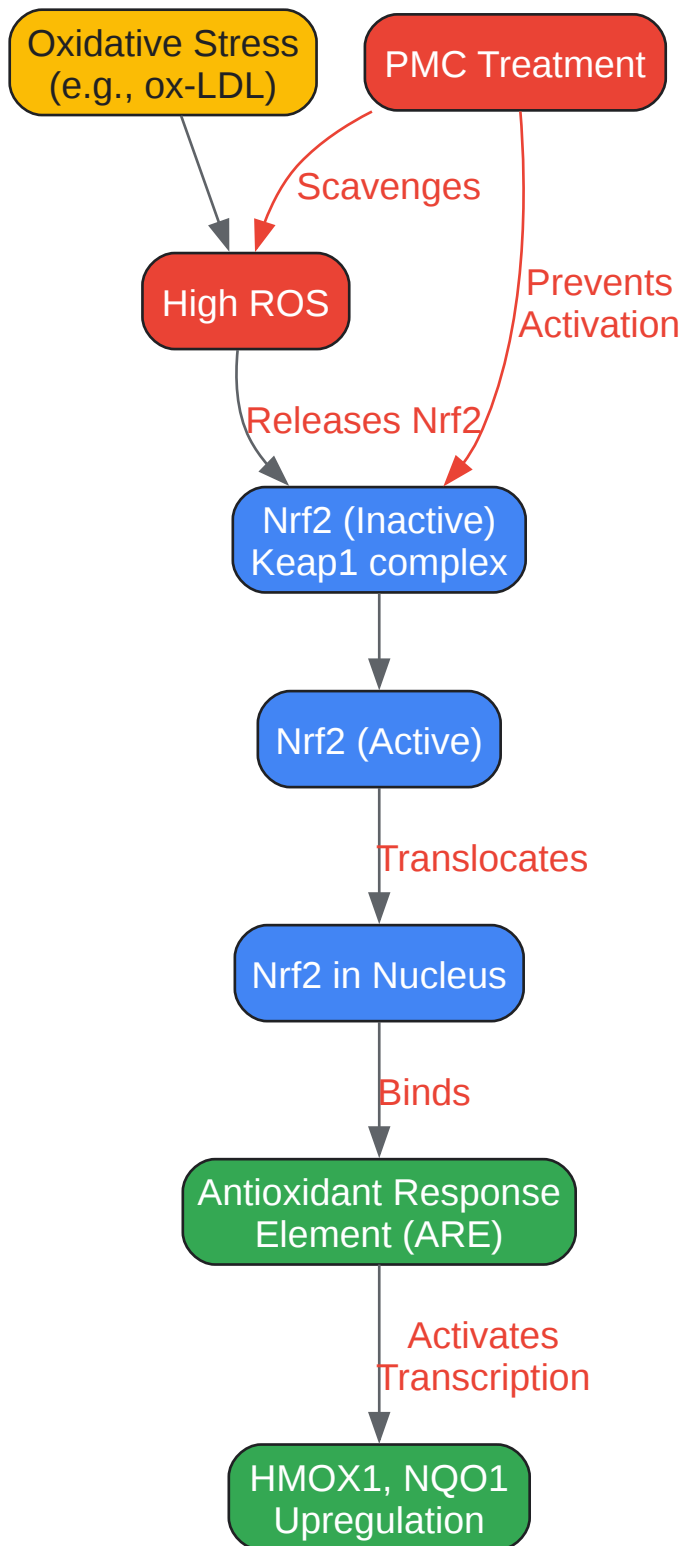 Oxidative Stress
(e.g., ox-LDL)
PMC Treatment
Scavenges
High ROS
Prevents
Activation
Releases Nrf2
Nrf2 (Inactive)
Keap1 complex
Nrf2 (Active)
Translocates
Nrf2 in Nucleus
Binds
Antioxidant Response
Element (ARE)
Activates
Transcription
HMOX1, NQO1
Upregulation